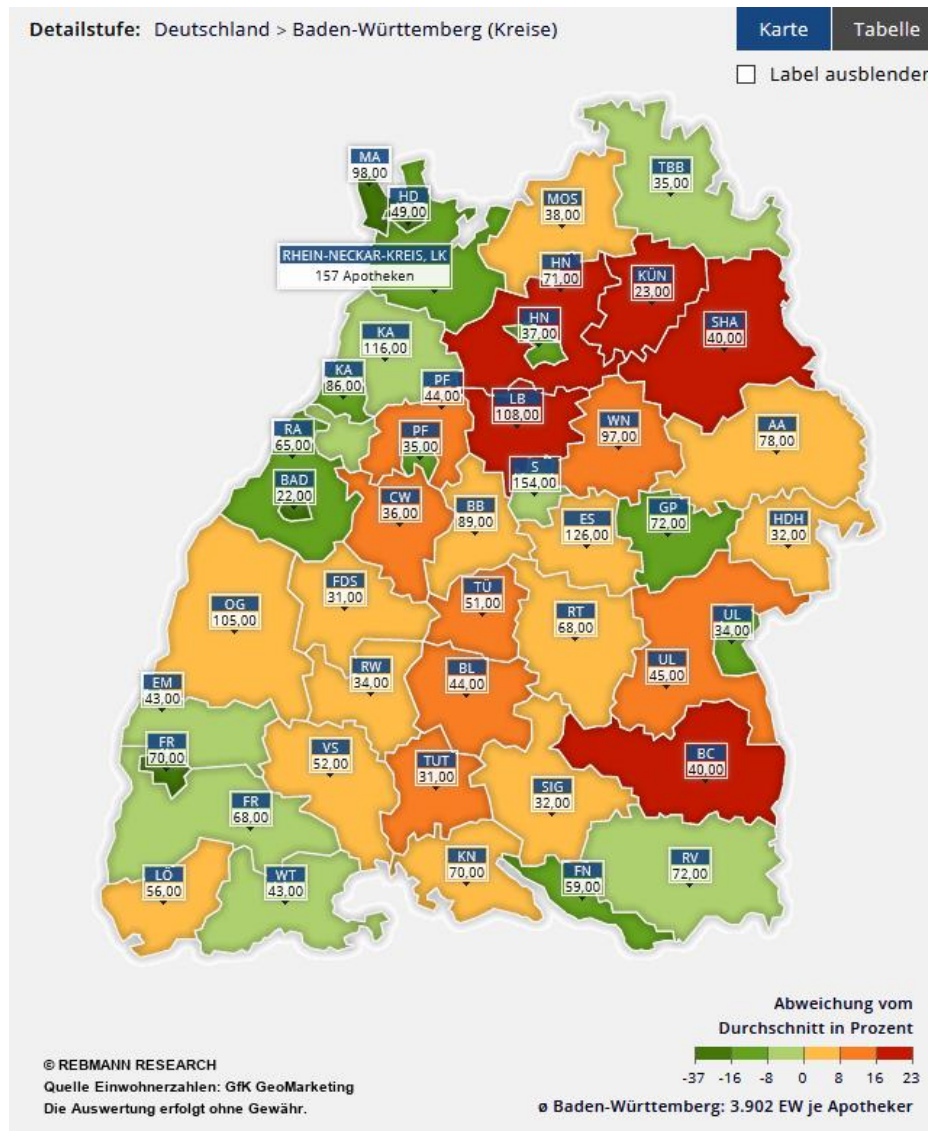 Detailstufe: Deutschland > Baden-Württemberg (Kreise)
Karte Tabelle
Label ausblenden
MA
98,00
HD
49,00
TBB
35,00
MOS
38,00
RHEIN-NECKAR-KREIS, LK
157 Apotheken
HN
71,00
KÜN
23,00
HN
37,00
SHA
40,00
KA
116,00
KA
86,00
PF
44,00
LB
108,00
WN
97,00
AA
78,00
RA
65,00
PF
35,00
S
154,00
BAD
22,00
CW
36,00
BB
89,00
ES
126,00
GP
72,00
HDH
32,00
FDS
31,00
TÜ
51,00
OG
105,00
RT
68,00
UL
34,00
EM
43,00
RW
34,00
BL
44,00
UL
45,00
FR
70,00
VS
52,00
TUT
31,00
BC
40,00
SIG
32,00
FR
68,00
LÖ
56,00
WT
43,00
KN
70,00
FN
59,00
RV
72,00
Abweichung vom
Durchschnitt in Prozent
-37 -16 -8 0 8 16 23
ø Baden-Württemberg: 3.902 EW je Apotheker
© REBMANN RESEARCH
Quelle Einwohnerzahlen: GfK GeoMarketing
Die Auswertung erfolgt ohne Gewähr.